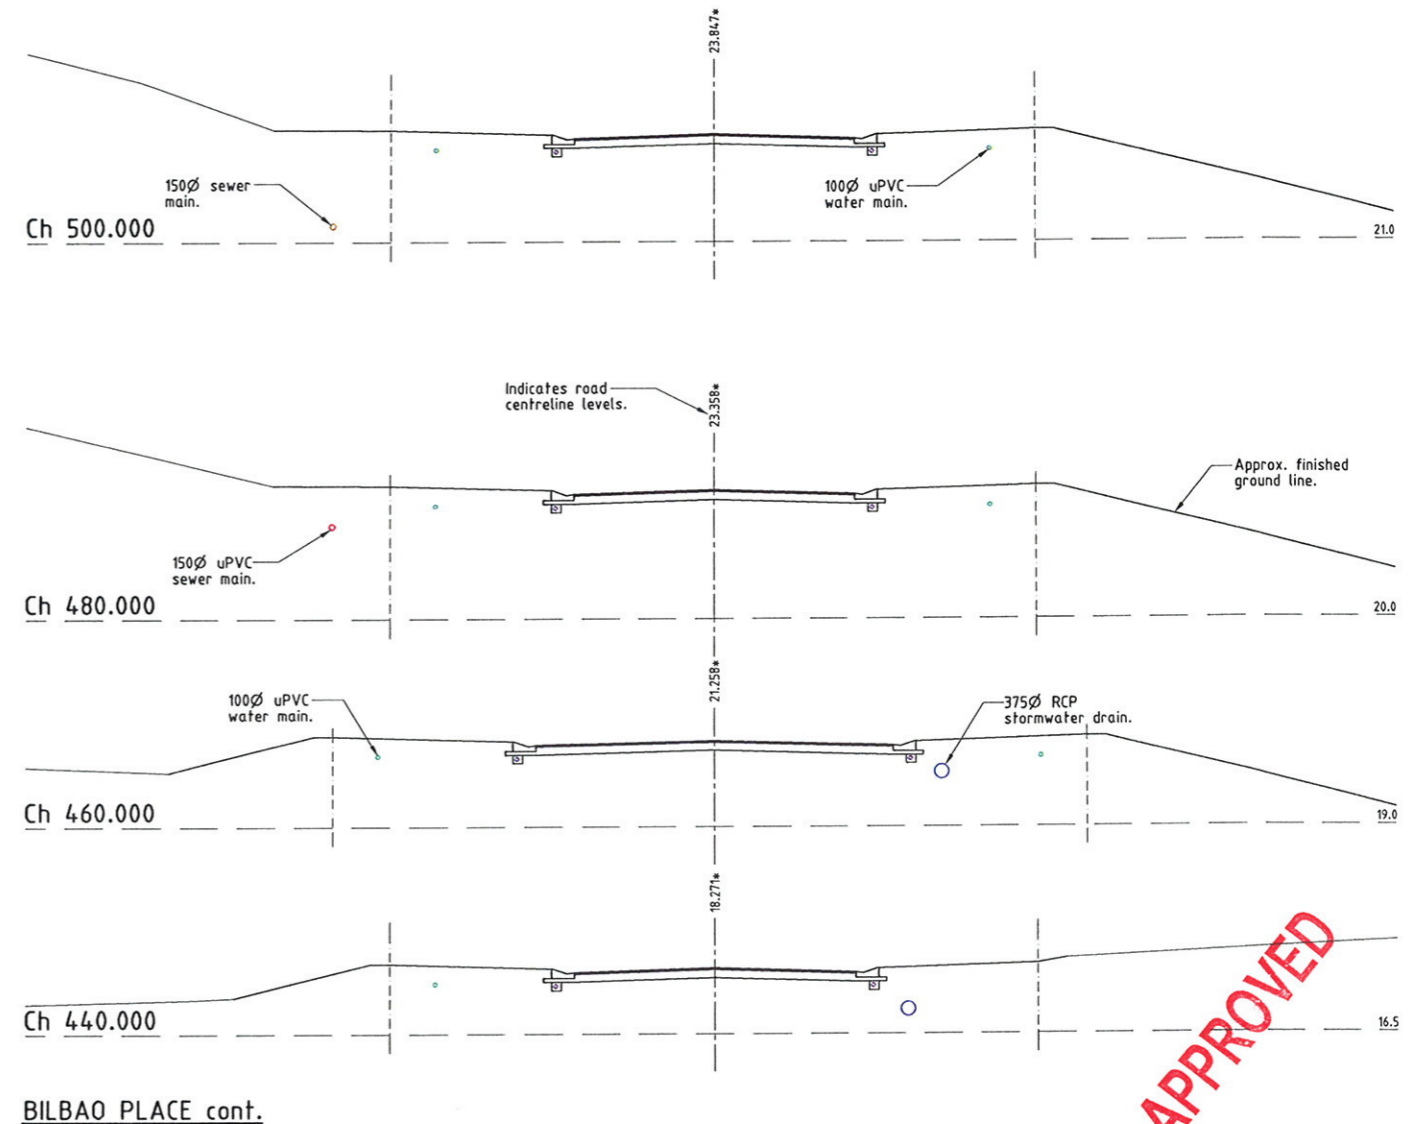 23.847*
150Ø sewer
main.
100Ø uPVC
water main.
Ch 500.000
21.0
Indicates road
centreline levels.
23.358*
Approx. finished
ground line.
150Ø uPVC
sewer main.
Ch 480.000
20.0
21.258*
100Ø uPVC
water main.
375Ø RCP
stormwater drain.
Ch 460.000
19.0
18.271*
Ch 440.000
16.5
APPROVED
BILBAO PLACE cont.